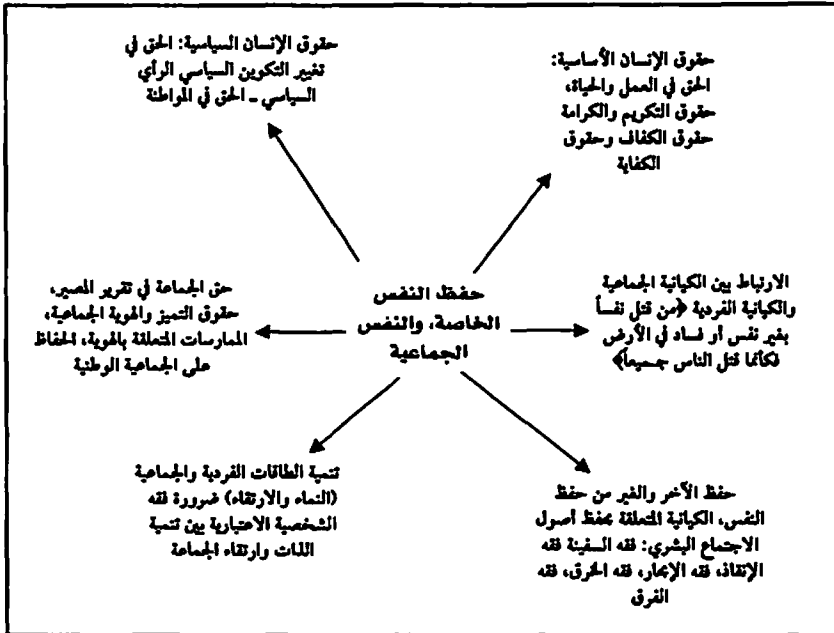 حقوق الإنسان الأساسية:
الحق في العمل والحياة،
حقوق التكريم والكرامة
حقوق الكفاف وحقوق
الكفاية
حقوق الإنسان السياسية: الحق في
تغيير التكوين السياسي الرأي
السياسي ـ الحق في المواطنة
الارتباط بين الكيانية الجماعية
والكيانية الفردية ﴿من قتل نفساً
بغير نفس أو فساد في الأرض
فكأنما قتل الناس جميعاً﴾
حفظ النفس
الخاصة، والنفس
الجماعية
حق الجماعة في تقرير المصير،
حقوق التميز والهوية الجماعية،
الممارسات المتعلقة بالهوية، الحفاظ
على الجماعية الوطنية
حفظ الآخر والغير من حفظ
النفس، الكيانية المتعلقة بحفظ أصول
الاجتماع البشري: فقه السفينة فقه
الإنقاذ، فقه الإبحار، فقه الخرق، فقه
الغرق
تنمية الطاقات الفردية والجماعية
(النماء والارتقاء) ضرورة فقه
الشخصية الاعتبارية بين تنمية
الذات وارتقاء الجماعة